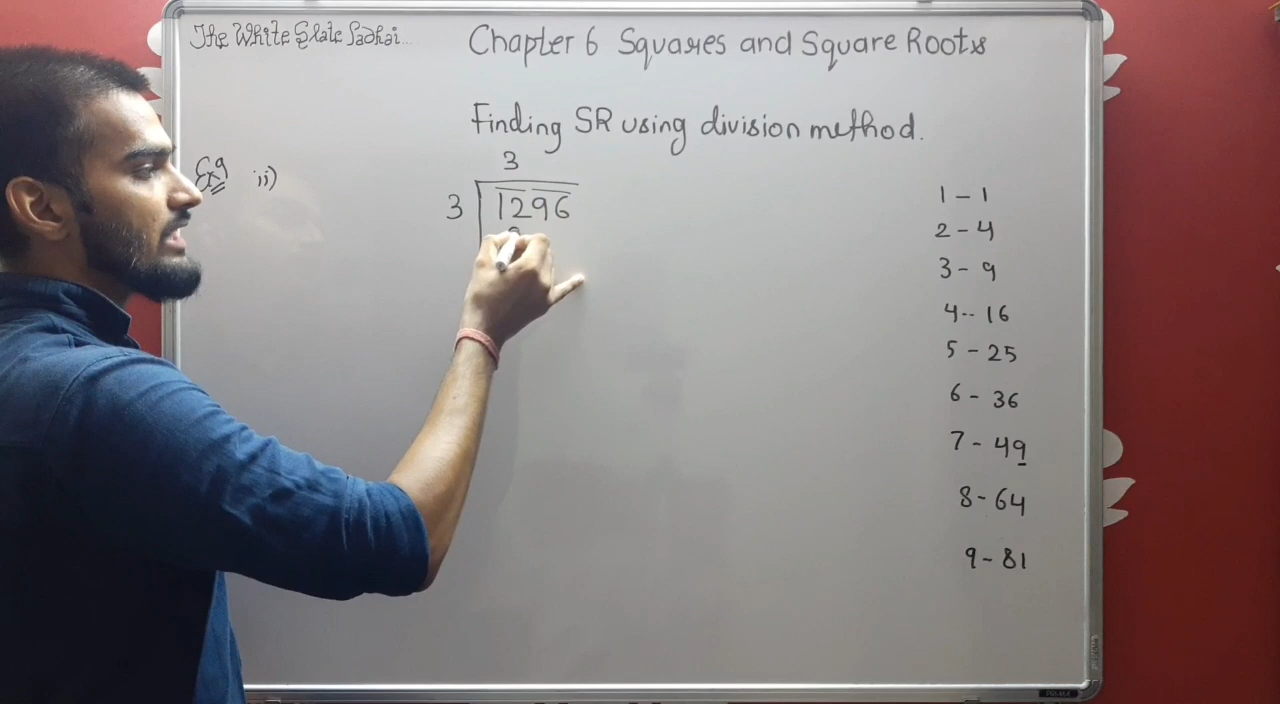 The White Slate Padhai...
Chapter 6 Squares and Square Roots
Finding SR using division method.
Eg ii)
3
3 1296
9
1 - 1
2 - 4
3 - 9
4 -- 16
5 - 25
6 - 36
7 - 49
8 - 64
9 - 81